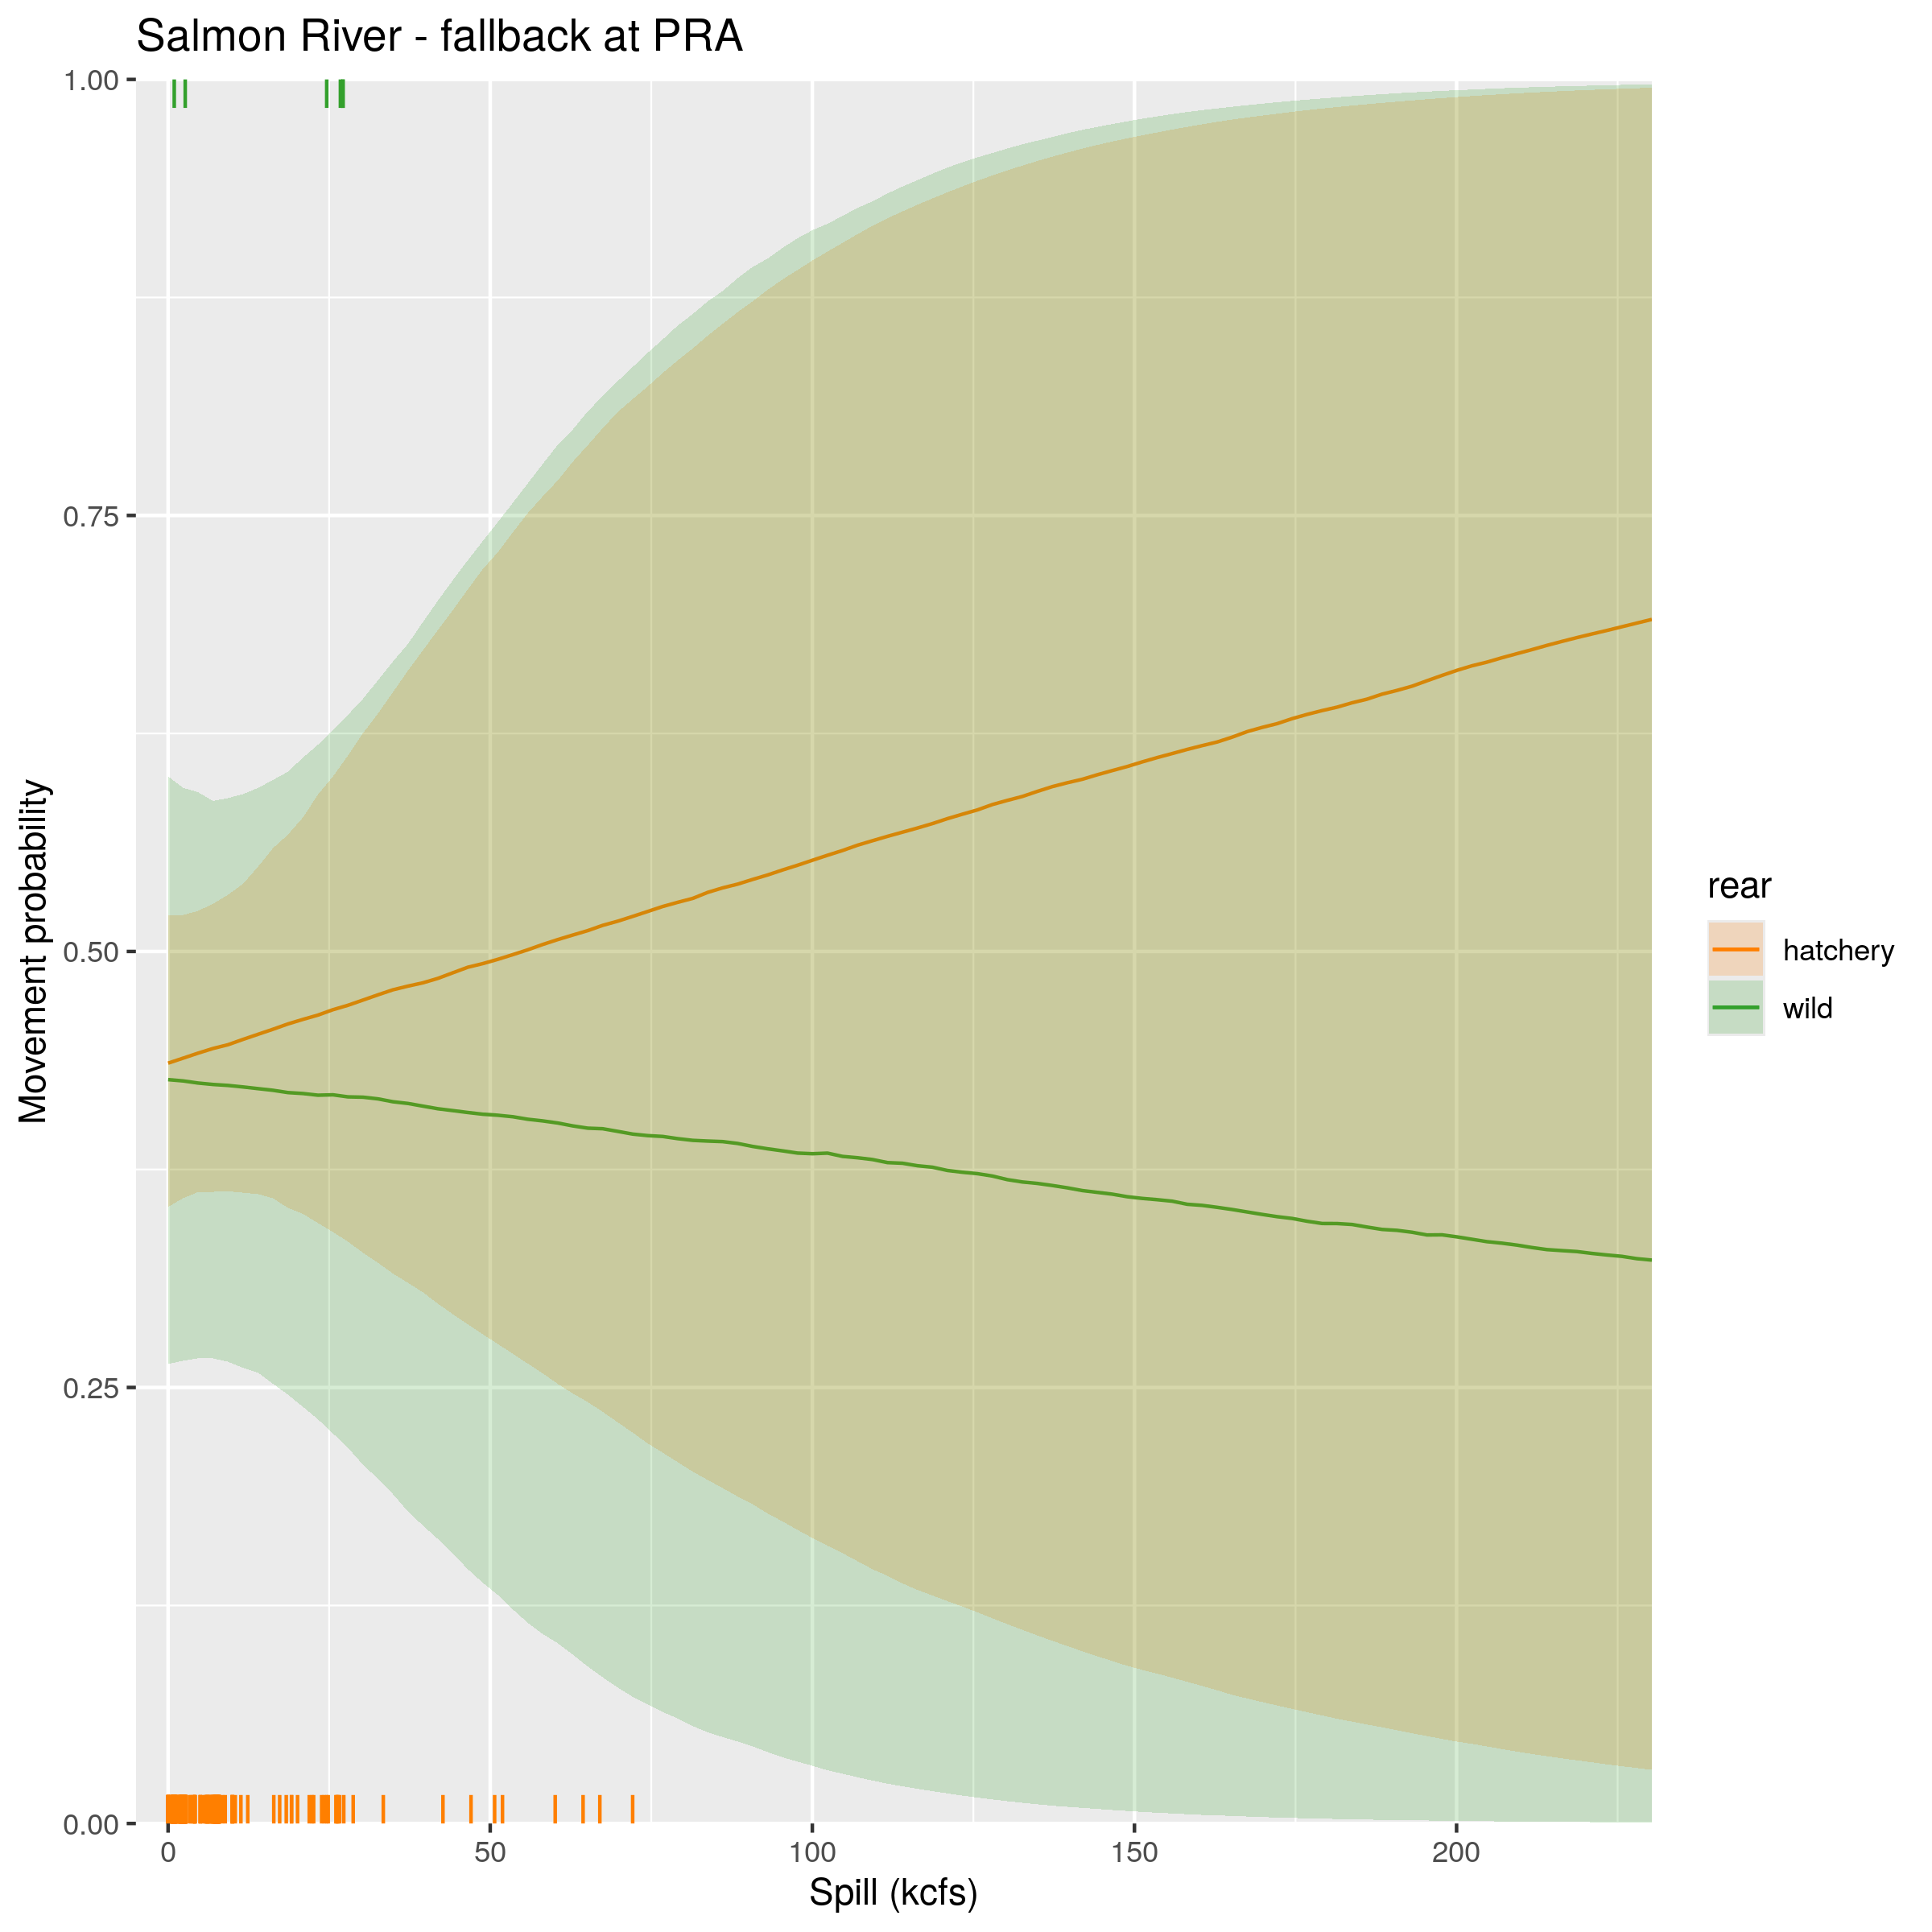 Salmon River - fallback at PRA
1.00
0.75
0.50
0.25
0.00
Movement probability
0
50
100
150
200
Spill (kcfs)
rear
hatchery
wild